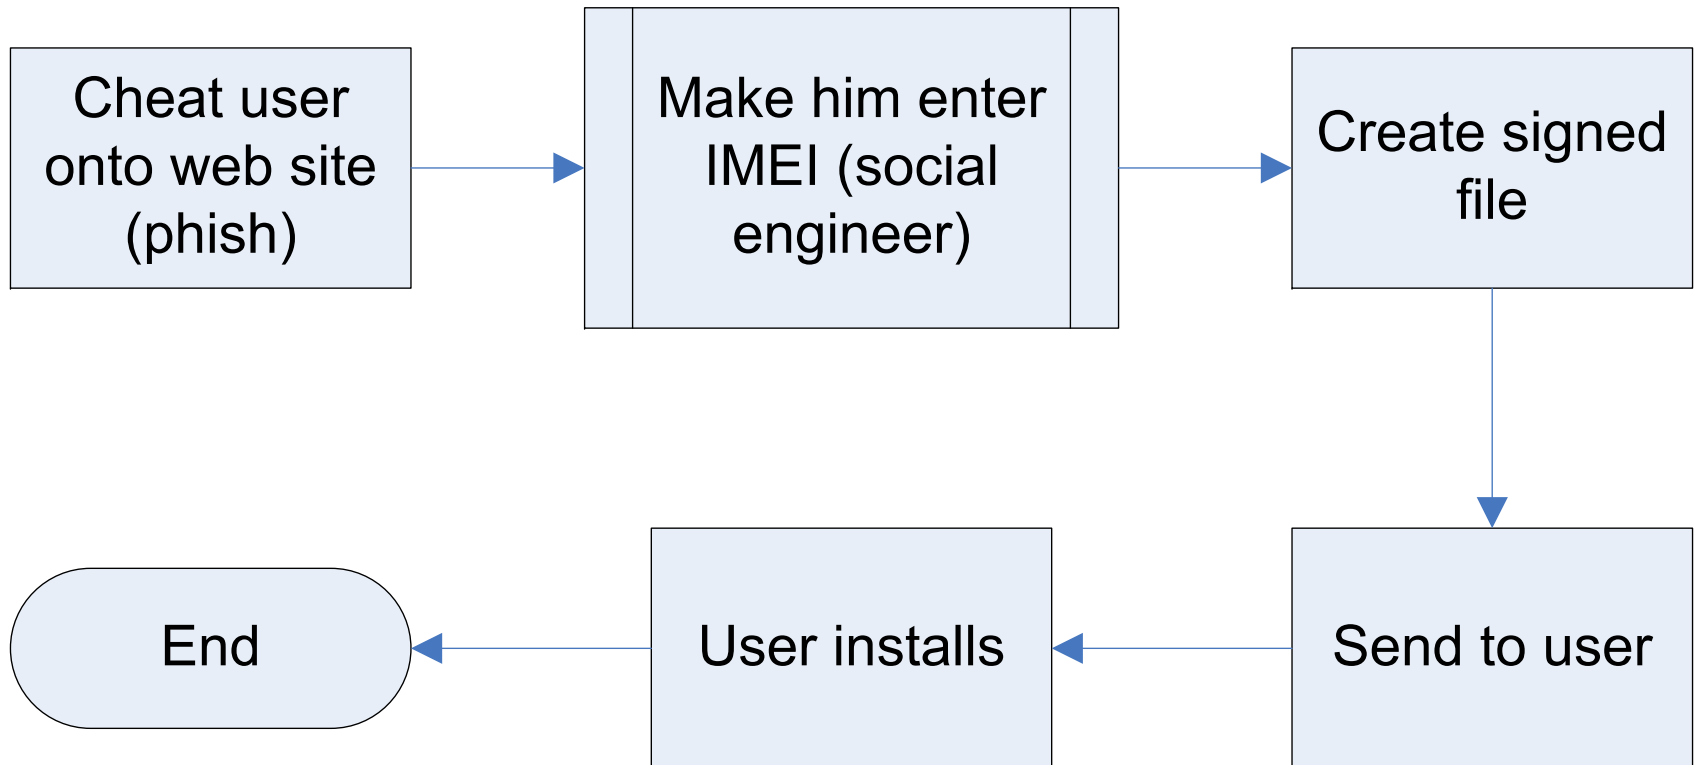 Cheat user
onto web site
(phish)
Make him enter
IMEI (social
engineer)
Create signed
file
Send to user
User installs
End